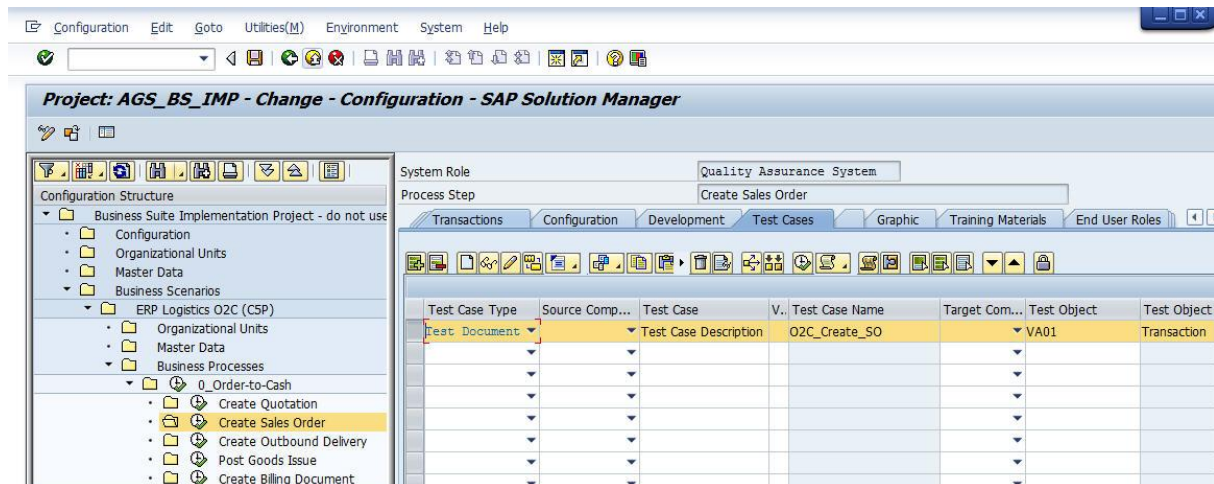 Configuration Edit Goto Utilities(M) Environment System Help
Project: AGS_BS_IMP - Change - Configuration - SAP Solution Manager
System Role Quality Assurance System
Configuration Structure
Process Step Create Sales Order
Business Suite Implementation Project - do not use
Transactions Configuration Development Test Cases Graphic Training Materials End User Roles
Configuration
Organizational Units
Master Data
Business Scenarios
ERP Logistics O2C (C5P)
Organizational Units
Master Data
Business Processes
0_Order-to-Cash
Create Quotation
Create Sales Order
Create Outbound Delivery
Post Goods Issue
Create Billing Document
Test Case Type Source Comp... Test Case V.. Test Case Name Target Com... Test Object Test Object
Test Document Test Case Description O2C_Create_SO VA01 Transaction